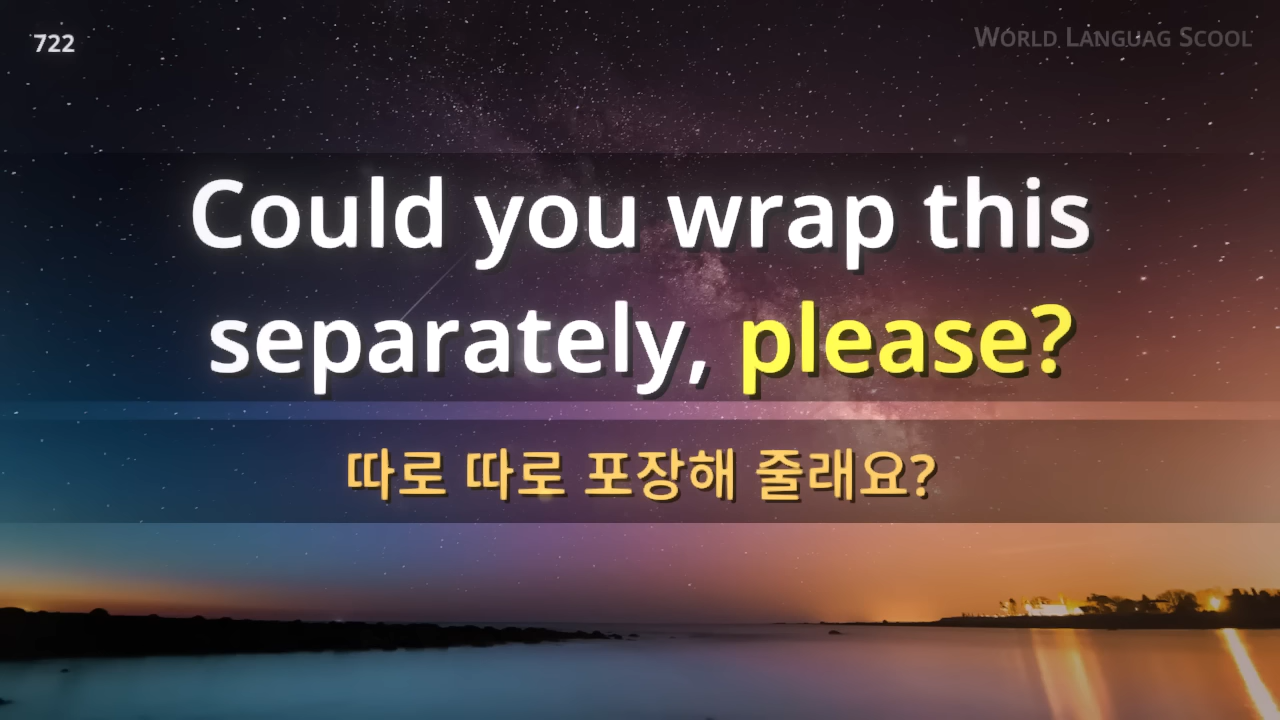 722
World Languag Scool
Could you wrap this
separately, please?
따로 따로 포장해 줄래요?